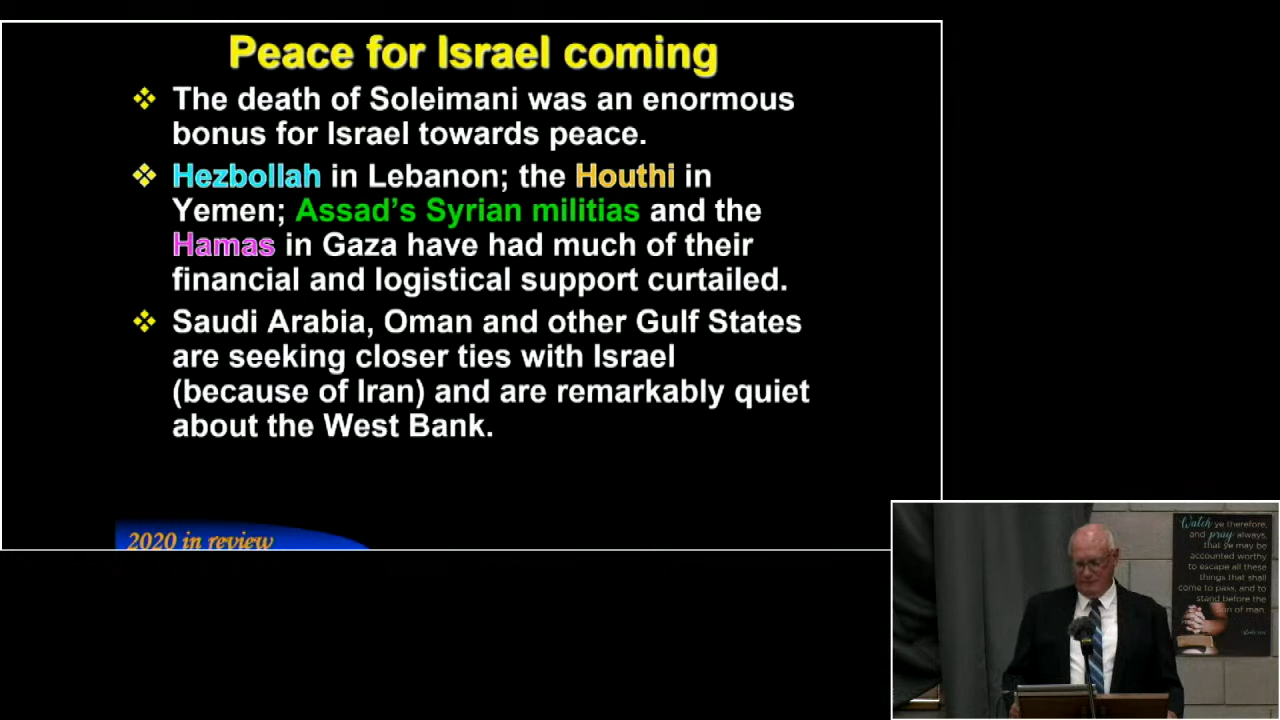 Peace for Israel coming
The death of Soleimani was an enormous
bonus for Israel towards peace.
Hezbollah in Lebanon; the Houthi in
Yemen; Assad's Syrian militias and the
Hamas in Gaza have had much of their
financial and logistical support curtailed.
Saudi Arabia, Oman and other Gulf States
are seeking closer ties with Israel
(because of Iran) and are remarkably quiet
about the West Bank.
2020 in review
Watch ye therefore,
and pray always,
that ye may be
accounted worthy
to escape all these
things that shall
come to pass, and to
stand before the
Son of man.